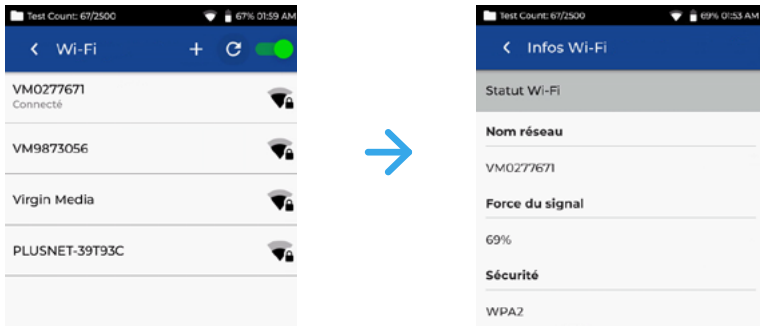 Test Count: 67/2500 67% 01:59 AM
Wi-Fi
VM0277671
Connecté
VM9873056
Virgin Media
PLUSNET-39T93C
Test Count: 67/2500 69% 01:53 AM
Infos Wi-Fi
Statut Wi-Fi
Nom réseau
VM0277671
Force du signal
69%
Sécurité
WPA2